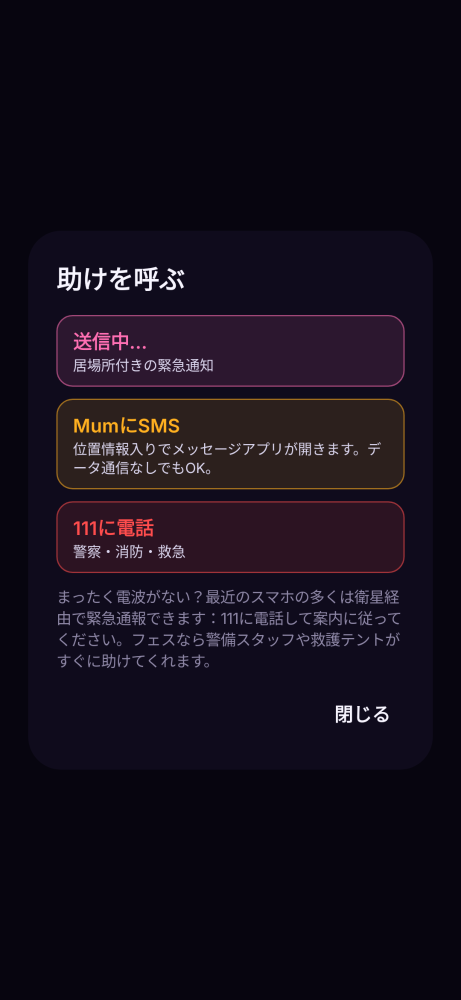 助けを呼ぶ
送信中…
居場所付きの緊急通知
MumにSMS
位置情報入りでメッセージアプリが開きます。デ
ータ通信なしでもOK。
111に電話
警察・消防・救急
まったく電波がない？最近のスマホの多くは衛星経
由で緊急通報できます：111に電話して案内に従って
ください。フェスなら警備スタッフや救護テントが
すぐに助けてくれます。
閉じる